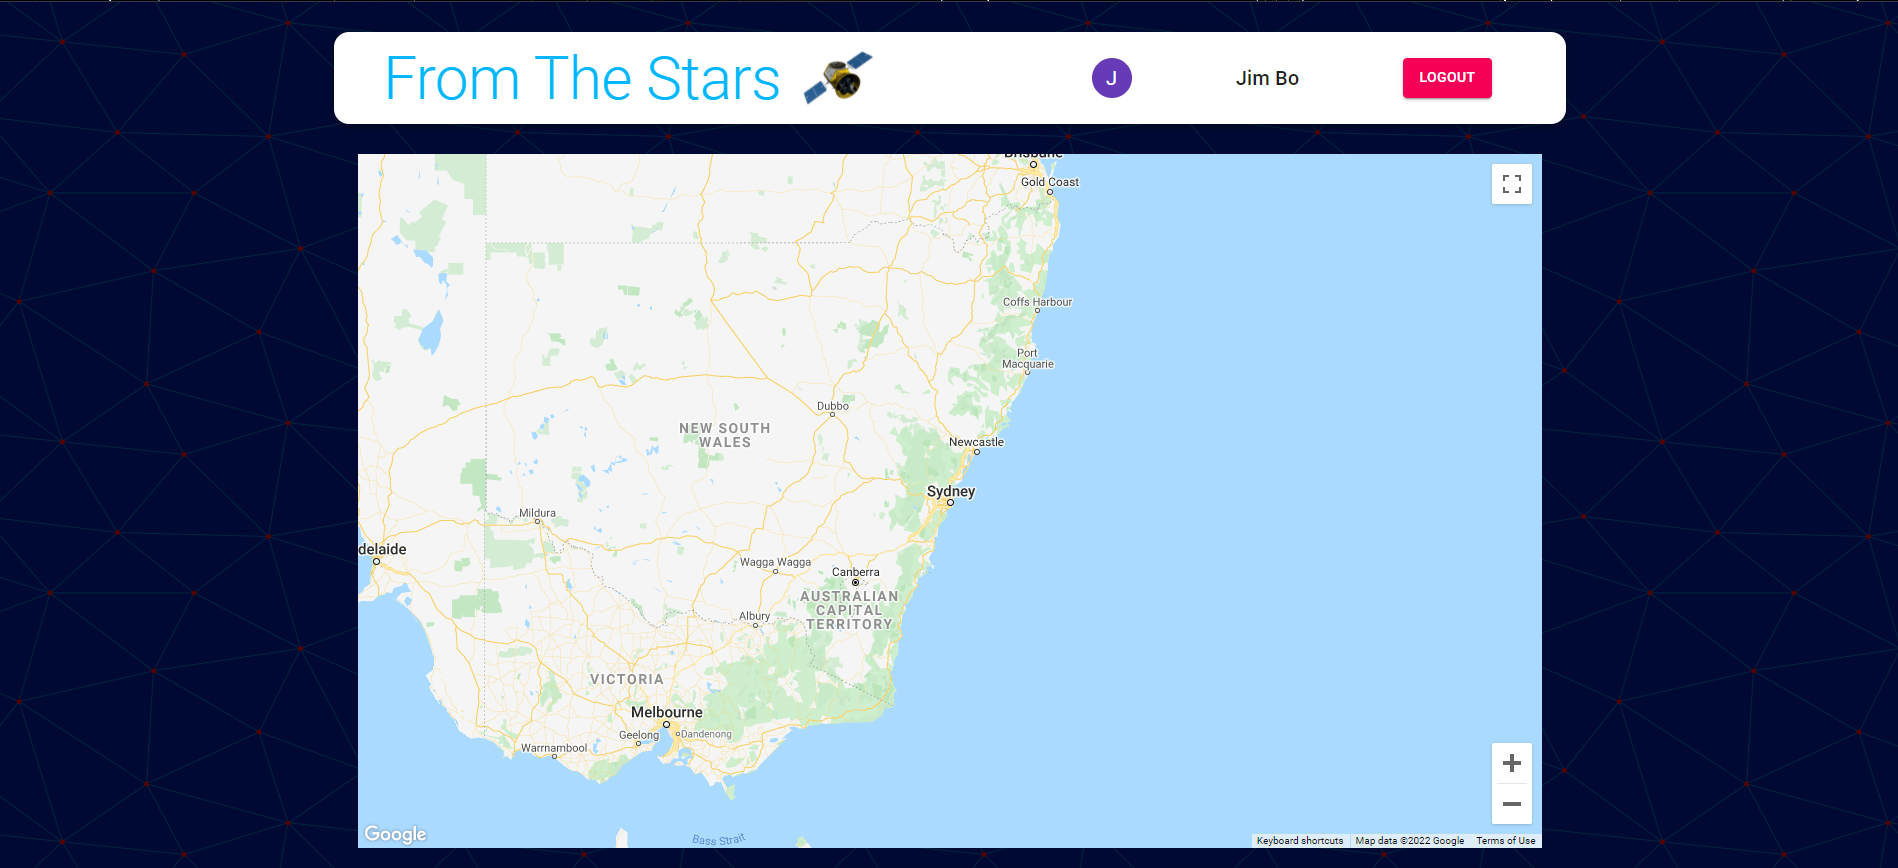 From The Stars
J
Jim Bo
LOGOUT
Brisbane
Gold Coast
Coffs Harbour
Port
Macquarie
Dubbo
NEW SOUTH
WALES
Newcastle
Sydney
Mildura
delaide
Wagga Wagga
Canberra
AUSTRALIAN
CAPITAL
TERRITORY
Albury
VICTORIA
Melbourne
Geelong
Dandenong
Warrnambool
Bass Strait
Google
Keyboard shortcuts
Map data ©2022 Google
Terms of Use